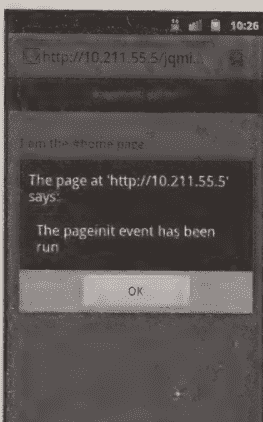 10:26
http://10.211.55.5/jqmi...
I am the #home page
The page at 'http://10.211.55.5'
says:
The pageinit event has been
run
OK